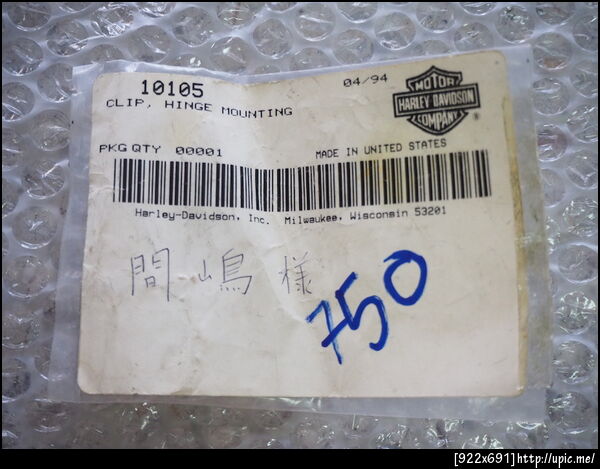 10105 04/94
CLIP, HINGE MOUNTING
MOTOR
HARLEY-DAVIDSON
COMPANY
®
PKG QTY 00001 MADE IN UNITED STATES
Harley-Davidson, Inc. Milwaukee, Wisconsin 53201
間嶋様
750
[922x691]http://upic.me/